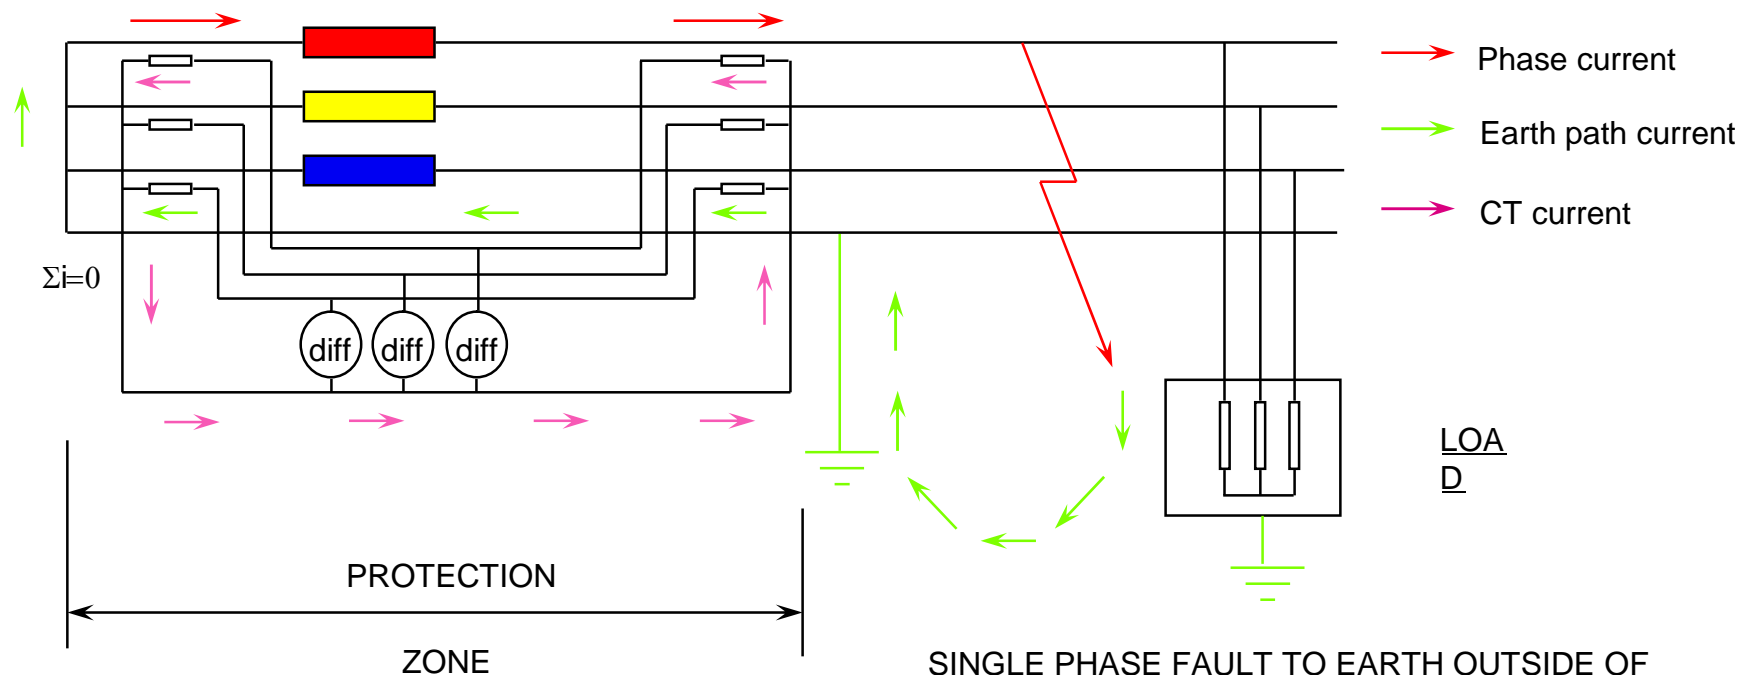 Phase current
Earth path current
CT current
Σi=0
diff diff diff
LOA
D
PROTECTION
ZONE
SINGLE PHASE FAULT TO EARTH OUTSIDE OF